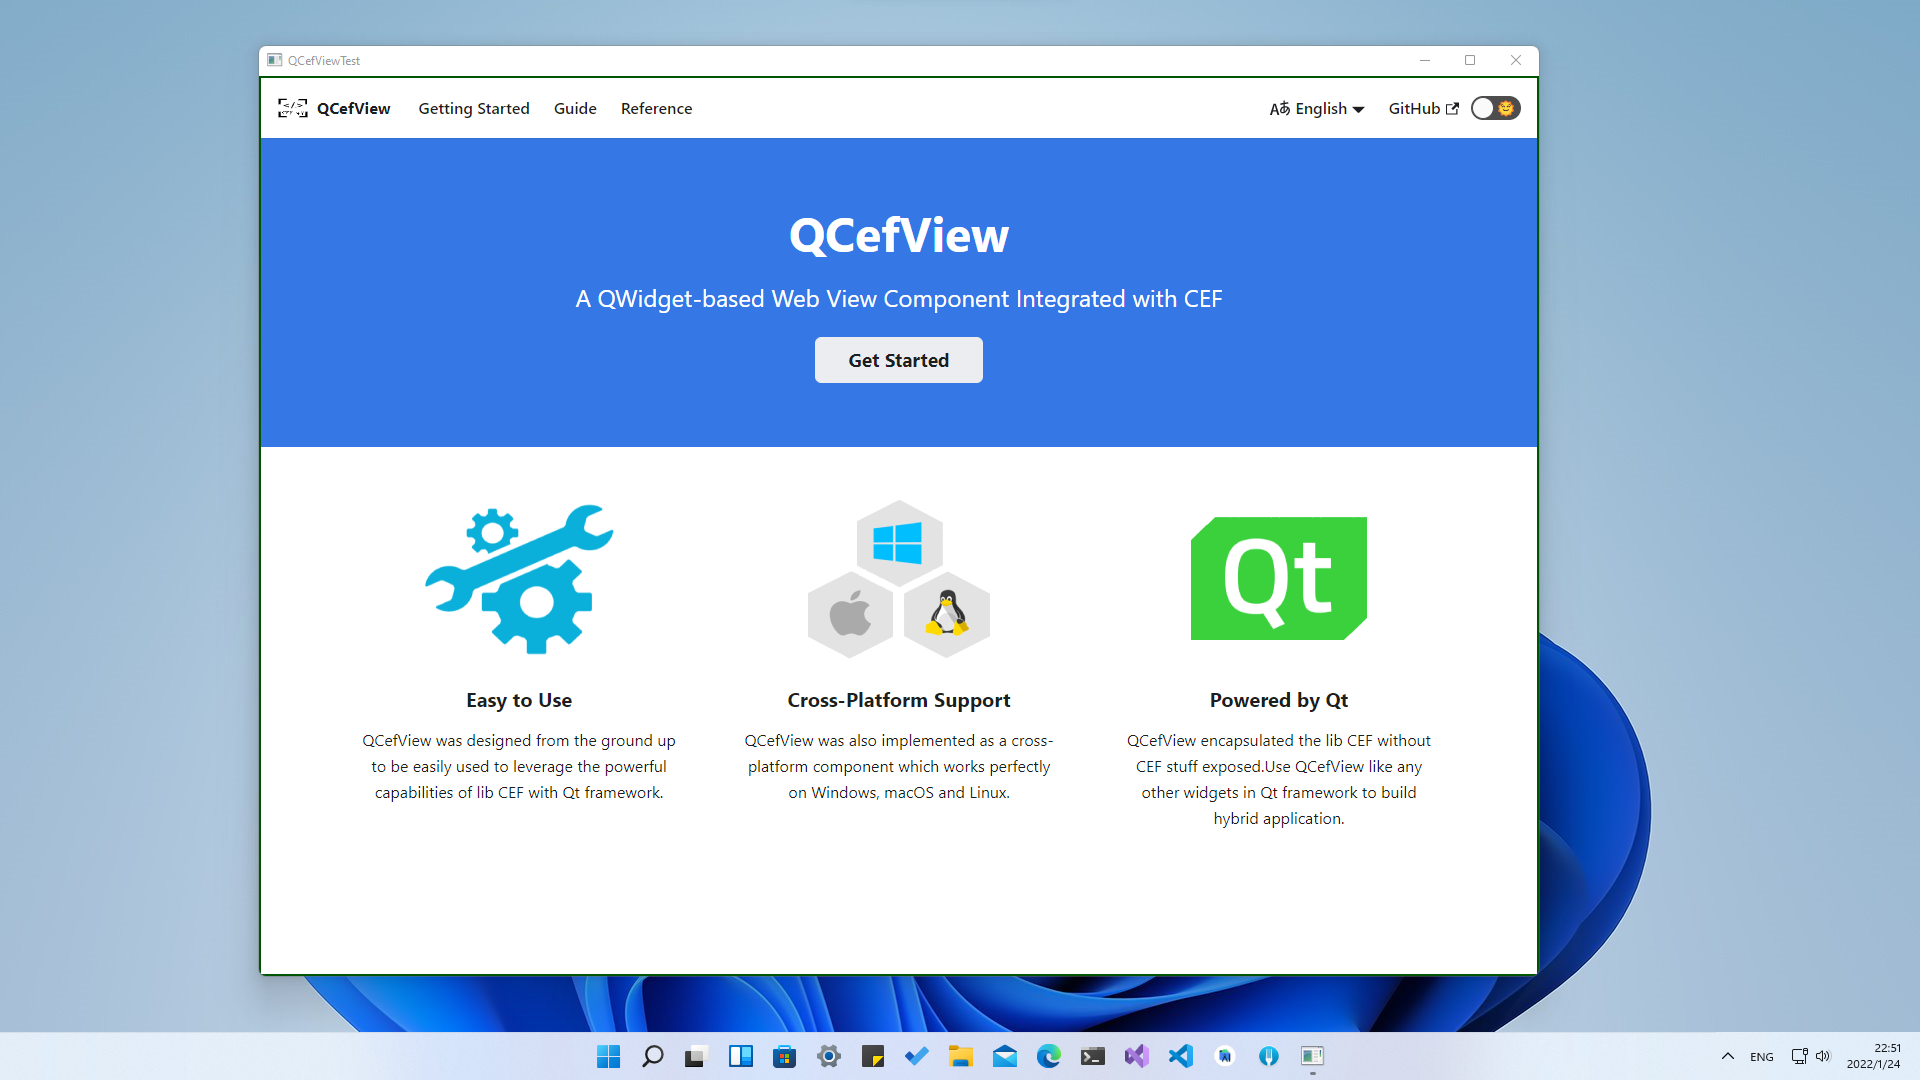 QCefViewTest
QCefView Getting Started Guide Reference Aあ English GitHub
QCefView
A QWidget-based Web View Component Integrated with CEF
Get Started
Qt
Easy to Use
QCefView was designed from the ground up
to be easily used to leverage the powerful
capabilities of lib CEF with Qt framework.
Cross-Platform Support
QCefView was also implemented as a cross-
platform component which works perfectly
on Windows, macOS and Linux.
Powered by Qt
QCefView encapsulated the lib CEF without
CEF stuff exposed.Use QCefView like any
other widgets in Qt framework to build
hybrid application.
ENG
22:51
2022/1/24